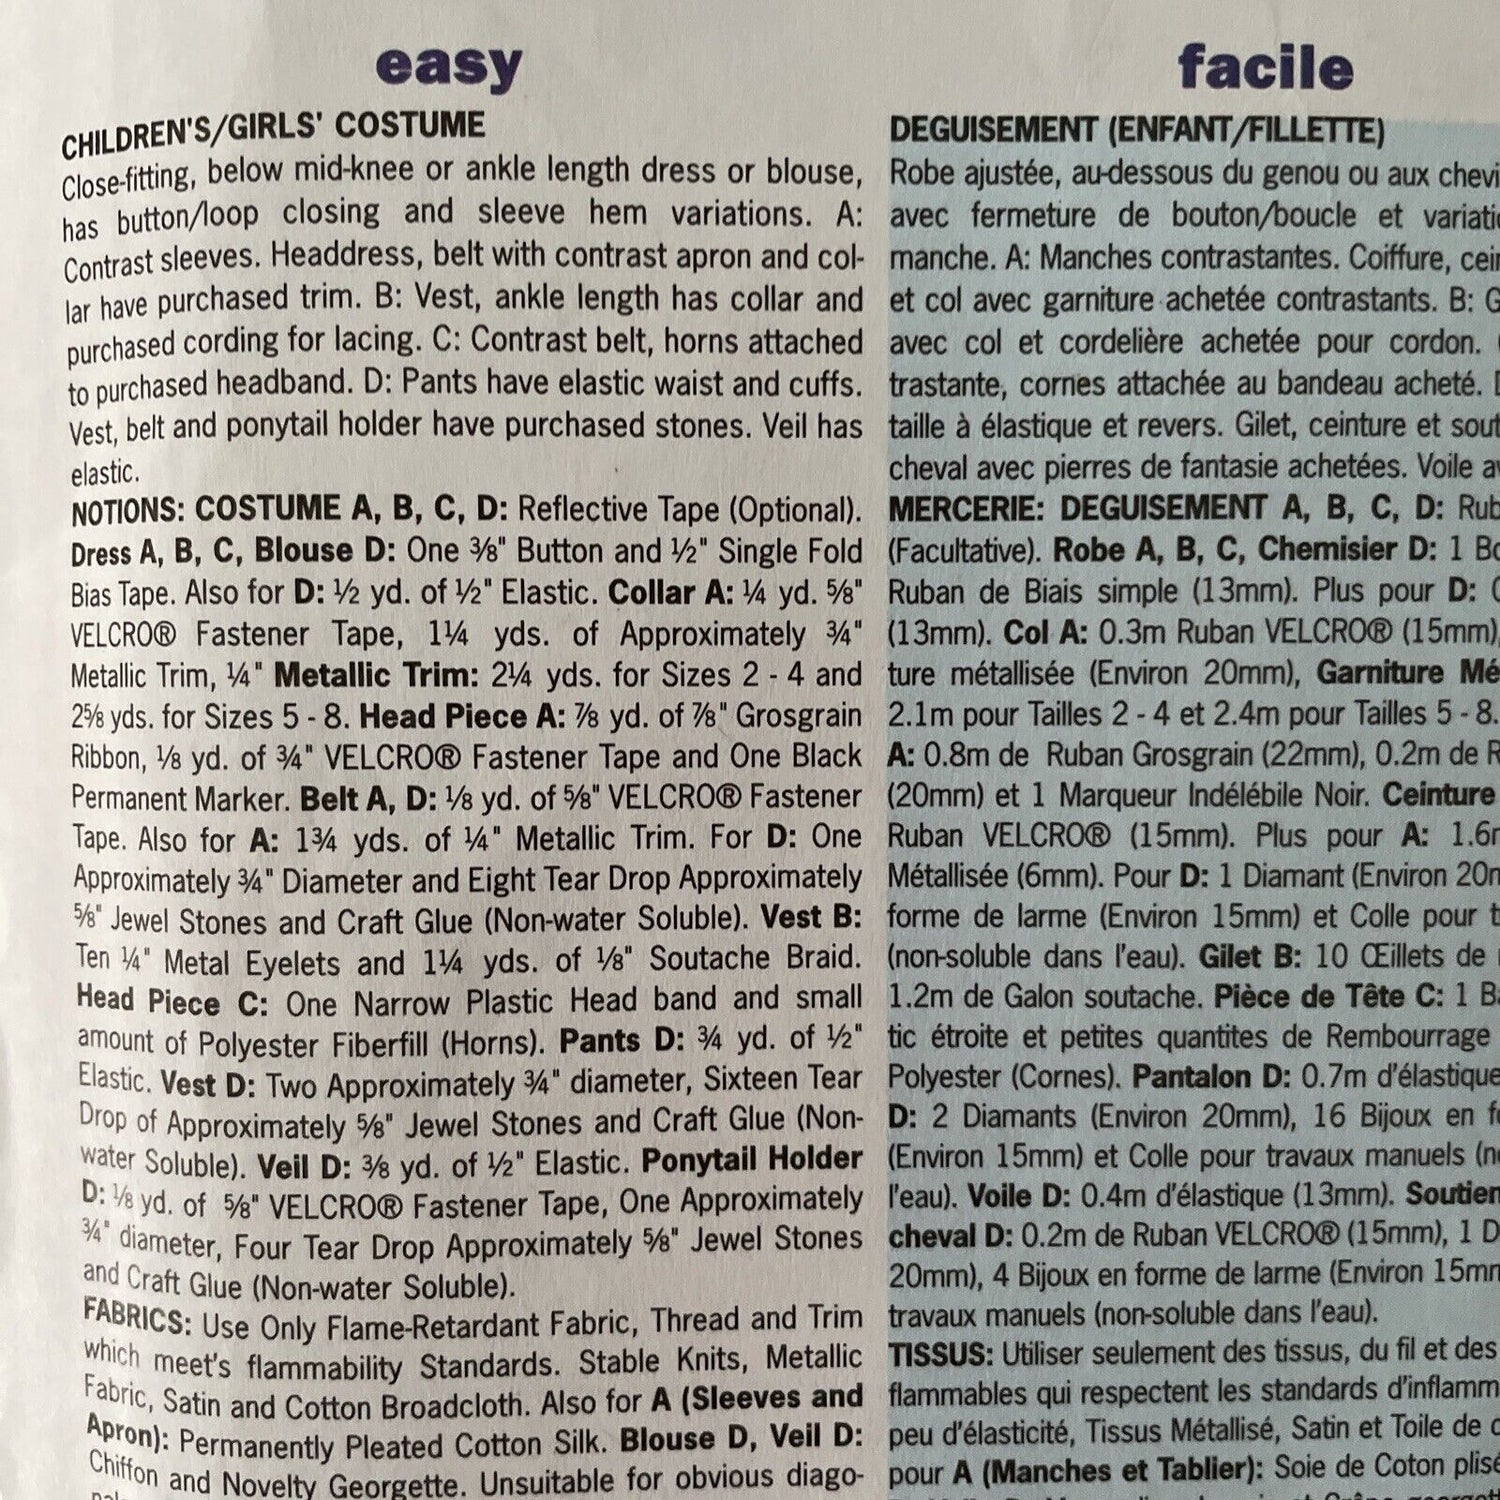 easy
CHILDREN'S/GIRLS' COSTUME
Close-fitting, below mid-knee or ankle length dress or blouse,
has button/loop closing and sleeve hem variations. A:
Contrast sleeves. Headdress, belt with contrast apron and col-
lar have purchased trim. B: Vest, ankle length has collar and
purchased cording for lacing. C: Contrast belt, horns attached
to purchased headband. D: Pants have elastic waist and cuffs.
Vest, belt and ponytail holder have purchased stones. Veil has
elastic.
NOTIONS: COSTUME A, B, C, D: Reflective Tape (Optional).
Dress A, B, C, Blouse D: One ⅜" Button and ½" Single Fold
Bias Tape. Also for D: ½ yd. of ½" Elastic. Collar A: ¼ yd. ⅝"
VELCRO® Fastener Tape, 1¼ yds. of Approximately ¾"
Metallic Trim, ¼" Metallic Trim: 2¼ yds. for Sizes 2 - 4 and
2⅝ yds. for Sizes 5 - 8. Head Piece A: ⅞ yd. of ⅞" Grosgrain
Ribbon, ⅛ yd. of ¾" VELCRO® Fastener Tape and One Black
Permanent Marker. Belt A, D: ⅛ yd. of ⅝" VELCRO® Fastener
Tape. Also for A: 1¾ yds. of ¼" Metallic Trim. For D: One
Approximately ¾" Diameter and Eight Tear Drop Approximately
⅝" Jewel Stones and Craft Glue (Non-water Soluble). Vest B:
Ten ¼" Metal Eyelets and 1¼ yds. of ⅛" Soutache Braid.
Head Piece C: One Narrow Plastic Head band and small
amount of Polyester Fiberfill (Horns). Pants D: ¾ yd. of ½"
Elastic. Vest D: Two Approximately ¾" diameter, Sixteen Tear
Drop of Approximately ⅝" Jewel Stones and Craft Glue (Non-
water Soluble). Veil D: ⅜ yd. of ½" Elastic. Ponytail Holder
D: ⅛ yd. of ⅝" VELCRO® Fastener Tape, One Approximately
¾" diameter, Four Tear Drop Approximately ⅝" Jewel Stones
and Craft Glue (Non-water Soluble).
FABRICS: Use Only Flame-Retardant Fabric, Thread and Trim
which meet's flammability Standards. Stable Knits, Metallic
Fabric, Satin and Cotton Broadcloth. Also for A (Sleeves and
Apron): Permanently Pleated Cotton Silk. Blouse D, Veil D:
Chiffon and Novelty Georgette. Unsuitable for obvious diago-
facile
DEGUISEMENT (ENFANT/FILLETTE)
Robe ajustée, au-dessous du genou ou aux chevi
avec fermeture de bouton/boucle et variati
manche. A: Manches contrastantes. Coiffure, cein
et col avec garniture achetée contrastants. B: G
avec col et cordelière achetée pour cordon.
trastante, cornes attachée au bandeau acheté.
taille à élastique et revers. Gilet, ceinture et sout
cheval avec pierres de fantasie achetées. Voile av
MERCERIE: DEGUISEMENT A, B, C, D: Rub
(Facultative). Robe A, B, C, Chemisier D: 1 Bo
Ruban de Biais simple (13mm). Plus pour D:
(13mm). Col A: 0.3m Ruban VELCRO® (15mm),
ture métallisée (Environ 20mm), Garniture Mé
2.1m pour Tailles 2 - 4 et 2.4m pour Tailles 5 - 8.
A: 0.8m de Ruban Grosgrain (22mm), 0.2m de R
(20mm) et 1 Marqueur Indélébile Noir. Ceinture
Ruban VELCRO® (15mm). Plus pour A: 1.6m
Métallisée (6mm). Pour D: 1 Diamant (Environ 20m
forme de larme (Environ 15mm) et Colle pour t
(non-soluble dans l'eau). Gilet B: 10 Œillets de
1.2m de Galon soutache. Pièce de Tête C: 1 Ba
tic étroite et petites quantites de Rembourrage
Polyester (Cornes). Pantalon D: 0.7m d'élastique
D: 2 Diamants (Environ 20mm), 16 Bijoux en fo
(Environ 15mm) et Colle pour travaux manuels (no
l'eau). Voile D: 0.4m d'élastique (13mm). Soutien
cheval D: 0.2m de Ruban VELCRO® (15mm), 1 D
20mm), 4 Bijoux en forme de larme (Environ 15mm
travaux manuels (non-soluble dans l'eau).
TISSUS: Utiliser seulement des tissus, du fil et des
flammables qui respectent les standards d'inflamm
peu d'élasticité, Tissus Métallisé, Satin et Toile de c
pour A (Manches et Tablier): Soie de Coton plissé